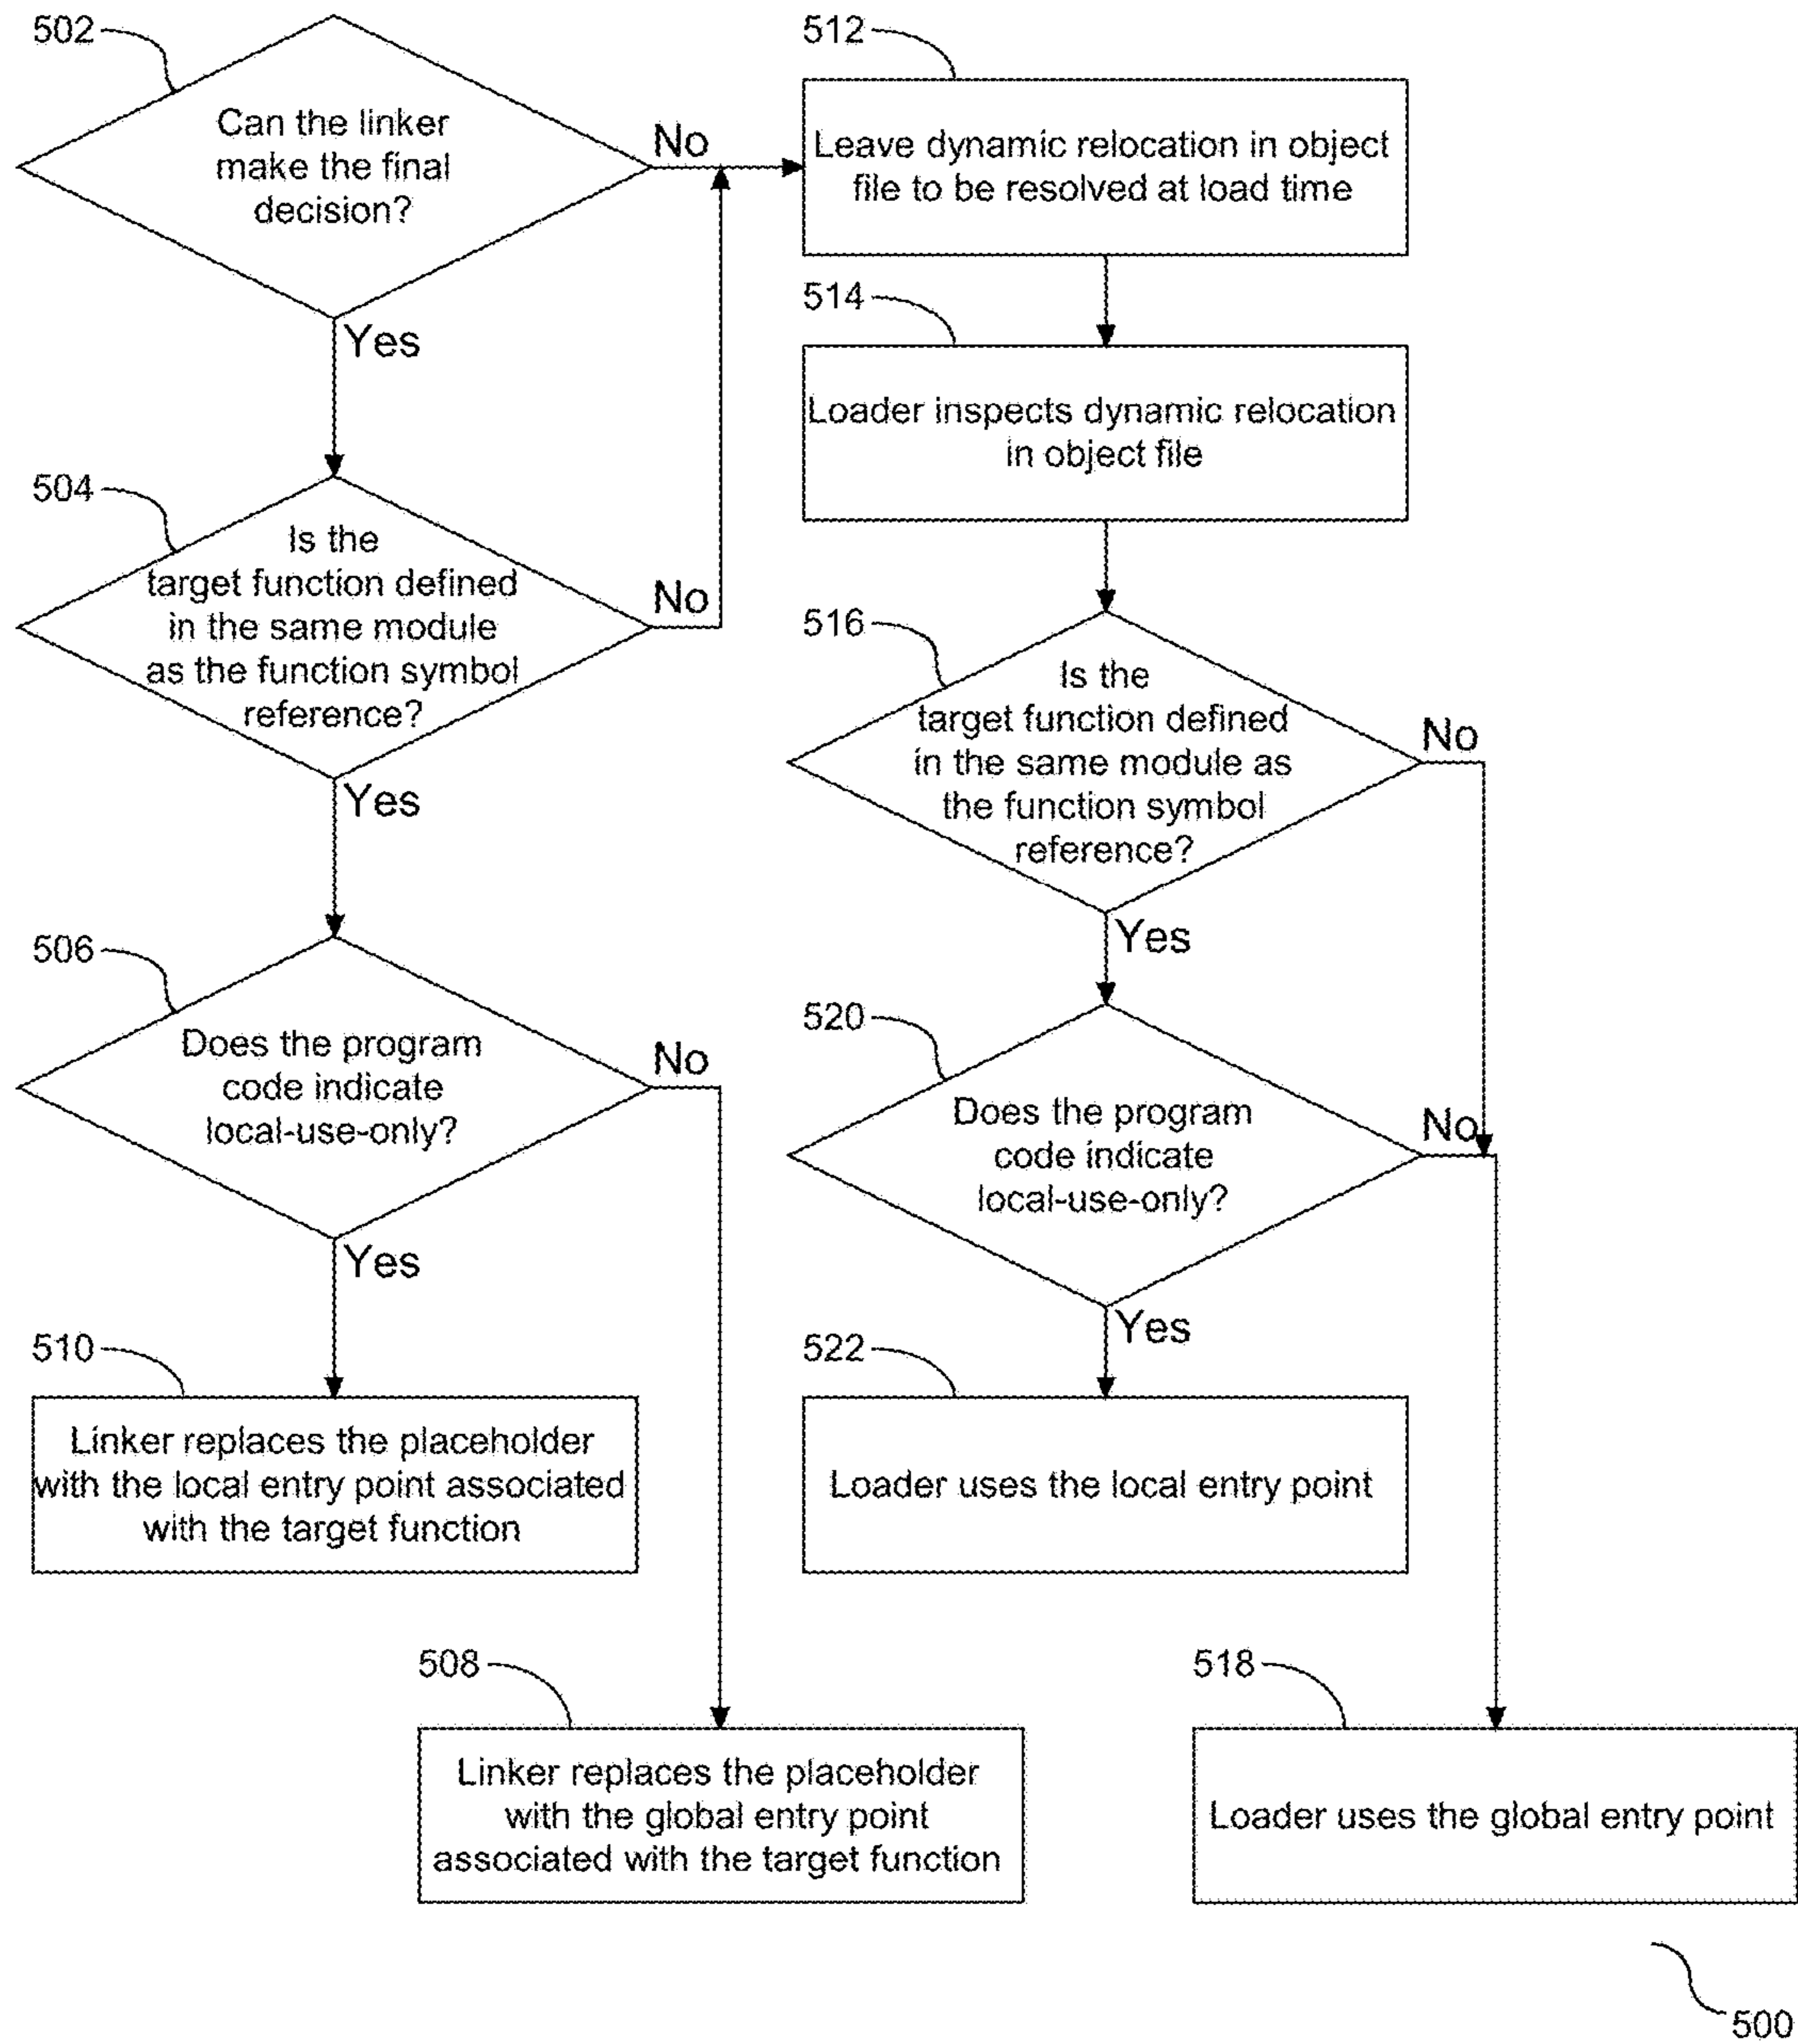 502
Can the linker
make the final
decision?
No
Yes
504
Is the
target function defined
in the same module
as the function symbol
reference?
No
Yes
506
Does the program
code indicate
local-use-only?
No
Yes
510
Linker replaces the placeholder
with the local entry point associated
with the target function
508
Linker replaces the placeholder
with the global entry point
associated with the target function
512
Leave dynamic relocation in object
file to be resolved at load time
514
Loader inspects dynamic relocation
in object file
516
Is the
target function defined
in the same module as
the function symbol
reference?
No
Yes
520
Does the program
code indicate
local-use-only?
No
Yes
522
Loader uses the local entry point
518
Loader uses the global entry point
500